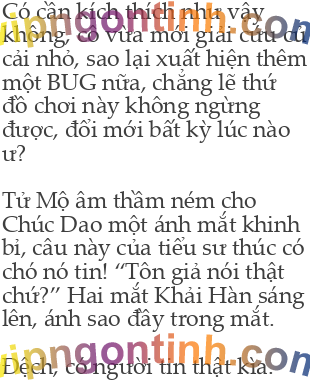 Có cần kích thích như vậy
không, cô vừa mới giải cứu củ
cải nhỏ, sao lại xuất hiện thêm
một BUG nữa, chẳng lẽ thứ
đồ chơi này không ngừng
được, đổi mới bất kỳ lúc nào
ư?
Tử Mộ âm thầm ném cho
Chúc Dao một ánh mắt khinh
bỉ, câu này của tiểu sư thúc có
chó nó tin! “Tôn giả nói thật
chứ?” Hai mắt Khải Hàn sáng
lên, ánh sao đầy trong mắt.
vipngontinh.com
Đệch, có người tin thật kìa.